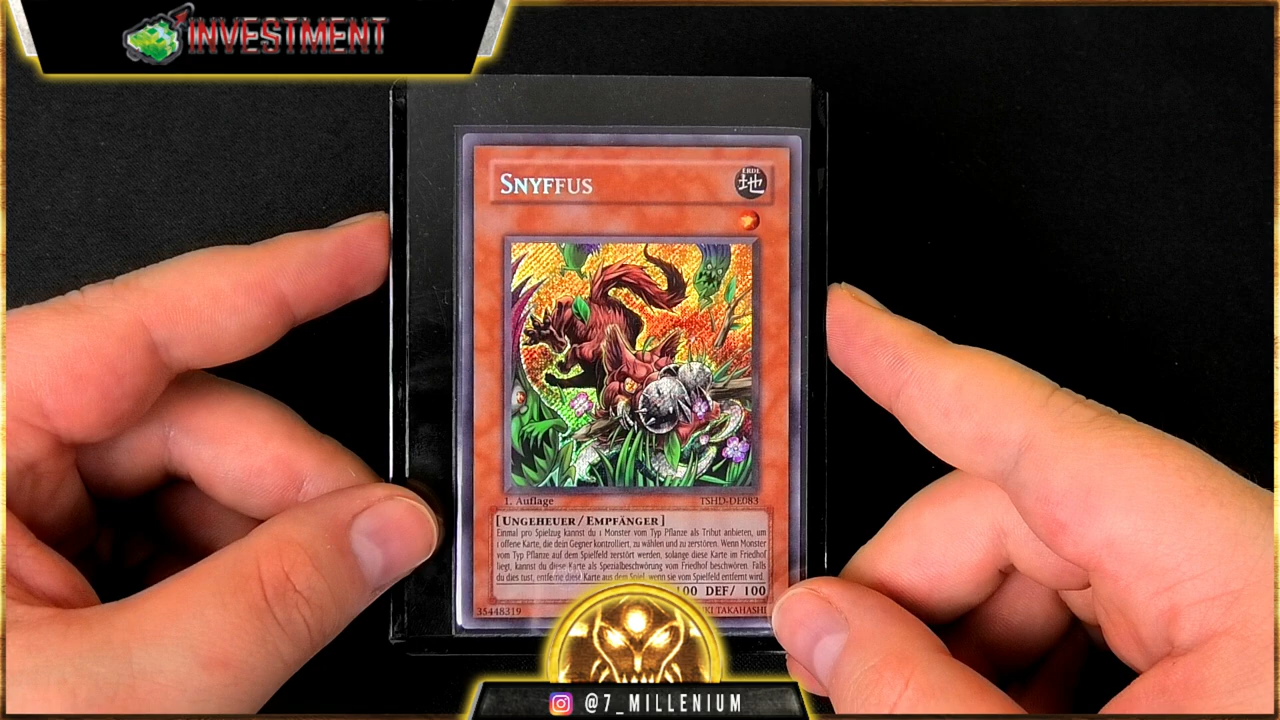 INVESTMENT
SNYFFUS
ERDE
地
1. Auflage
TSHD-DE083
[UNGEHEUER / EMPFÄNGER]
Einmal pro Spielzug kannst du 1 Monster vom Typ Pflanze als Tribut anbieten, um
1 offene Karte, die dein Gegner kontrolliert, zu wählen und zu zerstören. Wenn Monster
vom Typ Pflanze auf dem Spielfeld zerstört werden, solange diese Karte im Friedhof
liegt, kannst du diese Karte als Spezialbeschwörung vom Friedhof beschwören. Falls
du dies tust, entferne diese Karte aus dem Spiel, wenn sie vom Spielfeld entfernt wird.
100 DEF/ 100
35448319
TAKAHASHI
@7_MILLENIUM